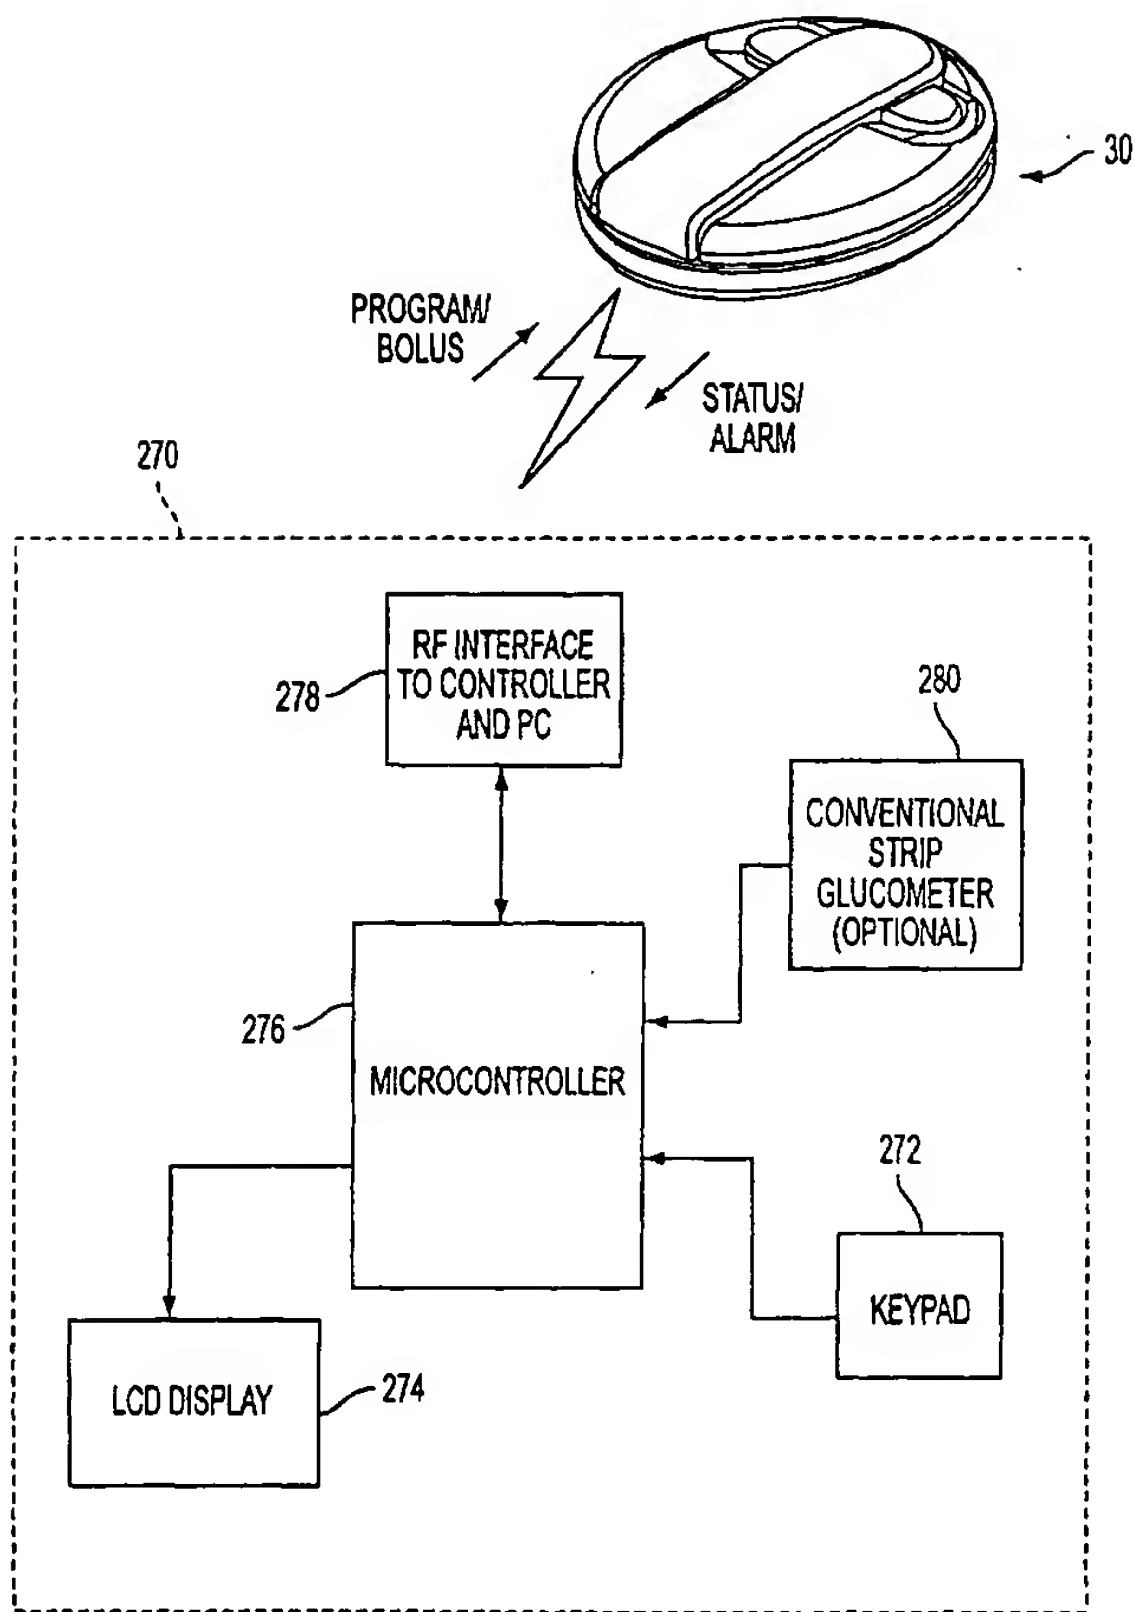 30
PROGRAM/
BOLUS
STATUS/
ALARM
270
RF INTERFACE
TO CONTROLLER
AND PC
278
280
CONVENTIONAL
STRIP
GLUCOMETER
(OPTIONAL)
276
MICROCONTROLLER
272
KEYPAD
LCD DISPLAY
274